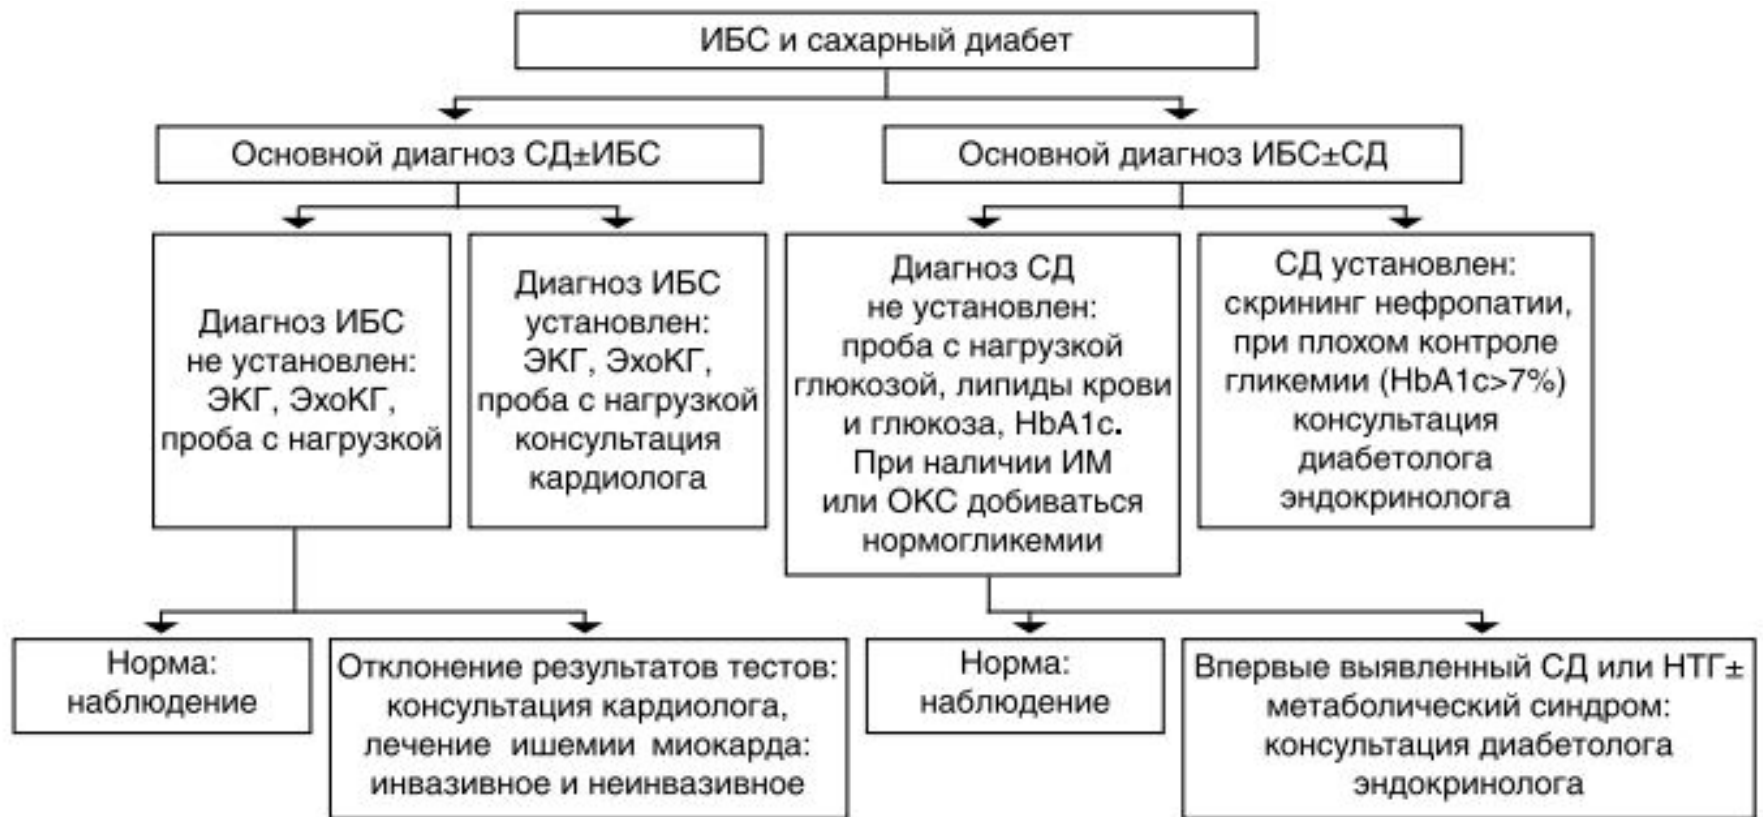 ИБС и сахарный диабет
Основной диагноз СД±ИБС
Основной диагноз ИБС±СД
Диагноз ИБС
не установлен:
ЭКГ, ЭхоКГ,
проба с нагрузкой
Диагноз ИБС
установлен:
ЭКГ, ЭхоКГ,
проба с нагрузкой
консультация
кардиолога
Диагноз СД
не установлен:
проба с нагрузкой
глюкозой, липиды крови
и глюкоза, HbA1c.
При наличии ИМ
или ОКС добиваться
нормогликемии
СД установлен:
скрининг нефропатии,
при плохом контроле
гликемии (HbA1c>7%)
консультация
диабетолога
эндокринолога
Норма:
наблюдение
Отклонение результатов тестов:
консультация кардиолога,
лечение ишемии миокарда:
инвазивное и неинвазивное
Норма:
наблюдение
Впервые выявленный СД или НТГ±
метаболический синдром:
консультация диабетолога
эндокринолога